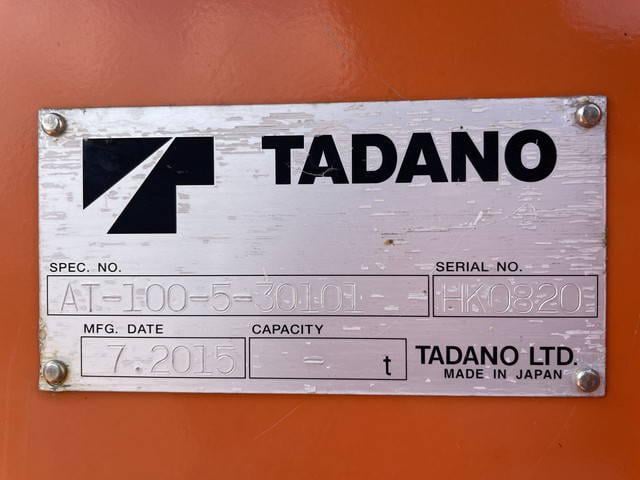 TADANO
SPEC. NO.
AT-100-5-30101 -
SERIAL NO.
HK0820
MFG. DATE
7.2015
CAPACITY
- t
TADANO LTD.
MADE IN JAPAN